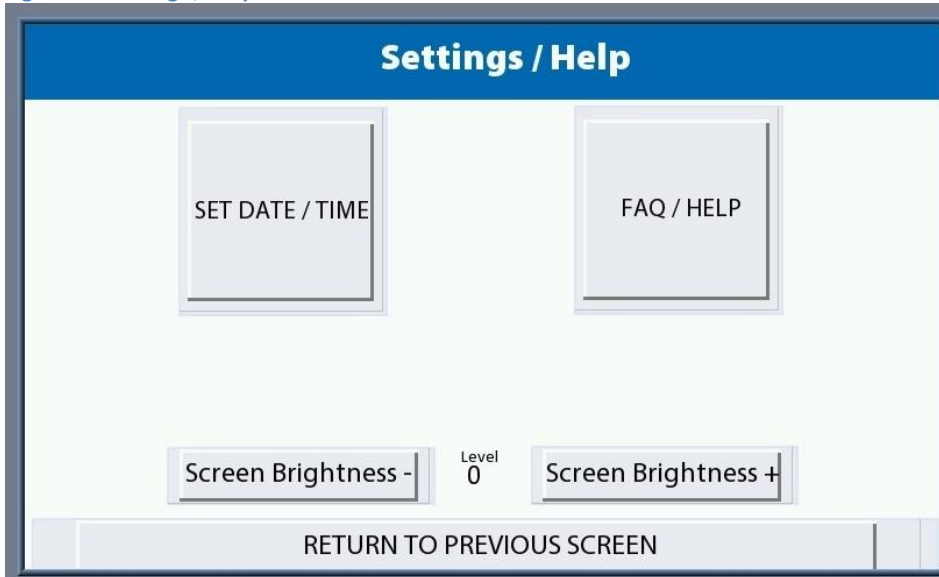 Settings / Help
SET DATE / TIME
FAQ / HELP
Screen Brightness -
Level
0
Screen Brightness +
RETURN TO PREVIOUS SCREEN